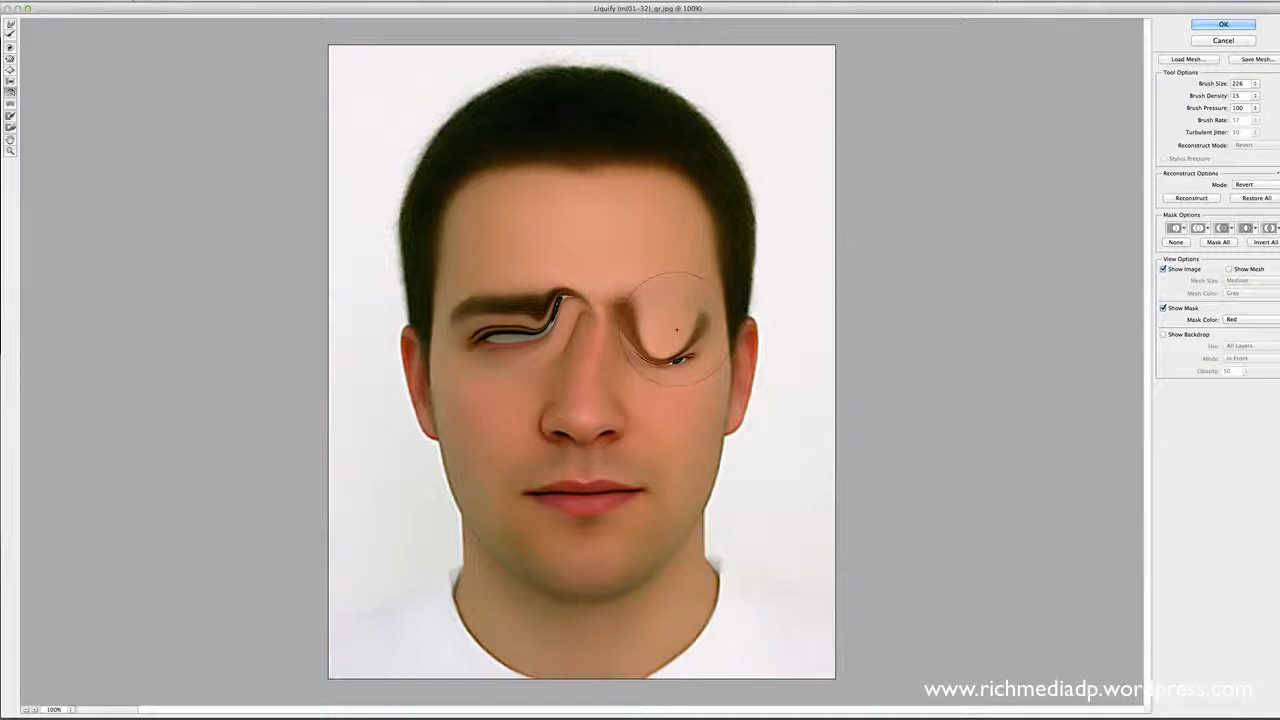 Liquify (m(01-32)_gr.jpg @ 100%)
OK
Cancel
Load Mesh... Save Mesh...
Tool Options
Brush Size: 226
Brush Density: 15
Brush Pressure: 100
Brush Rate: 57
Turbulent Jitter: 50
Reconstruct Mode: Revert
Stylus Pressure
Reconstruct Options
Mode: Revert
Reconstruct Restore All
Mask Options
None Mask All Invert All
View Options
Show Image Show Mesh
Mesh Size: Medium
Mesh Color: Gray
Show Mask
Mask Color: Red
Show Backdrop
Use: All Layers
Mode: In Front
Opacity: 50
www.richmediadp.wordpress.com
100%